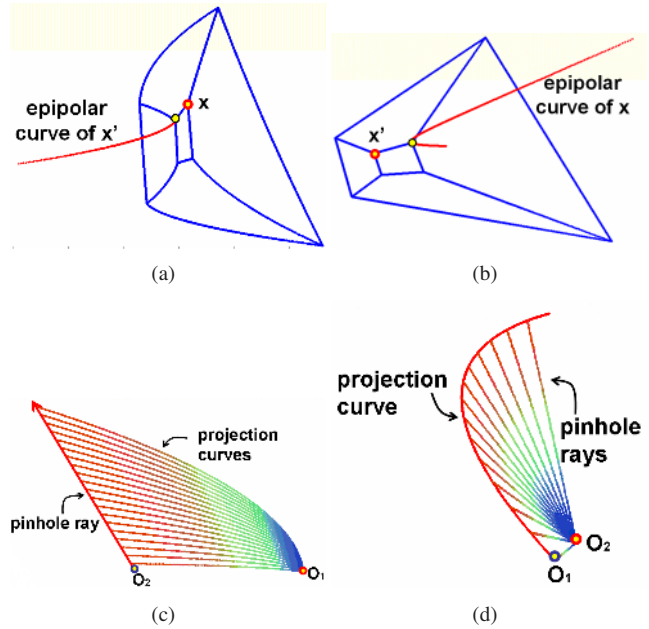 x
epipolar
curve of x'
epipolar
curve of x
x'
(a)
(b)
projection
curves
pinhole ray
O2
O1
projection
curve
pinhole
rays
O2
O1
(c)
(d)